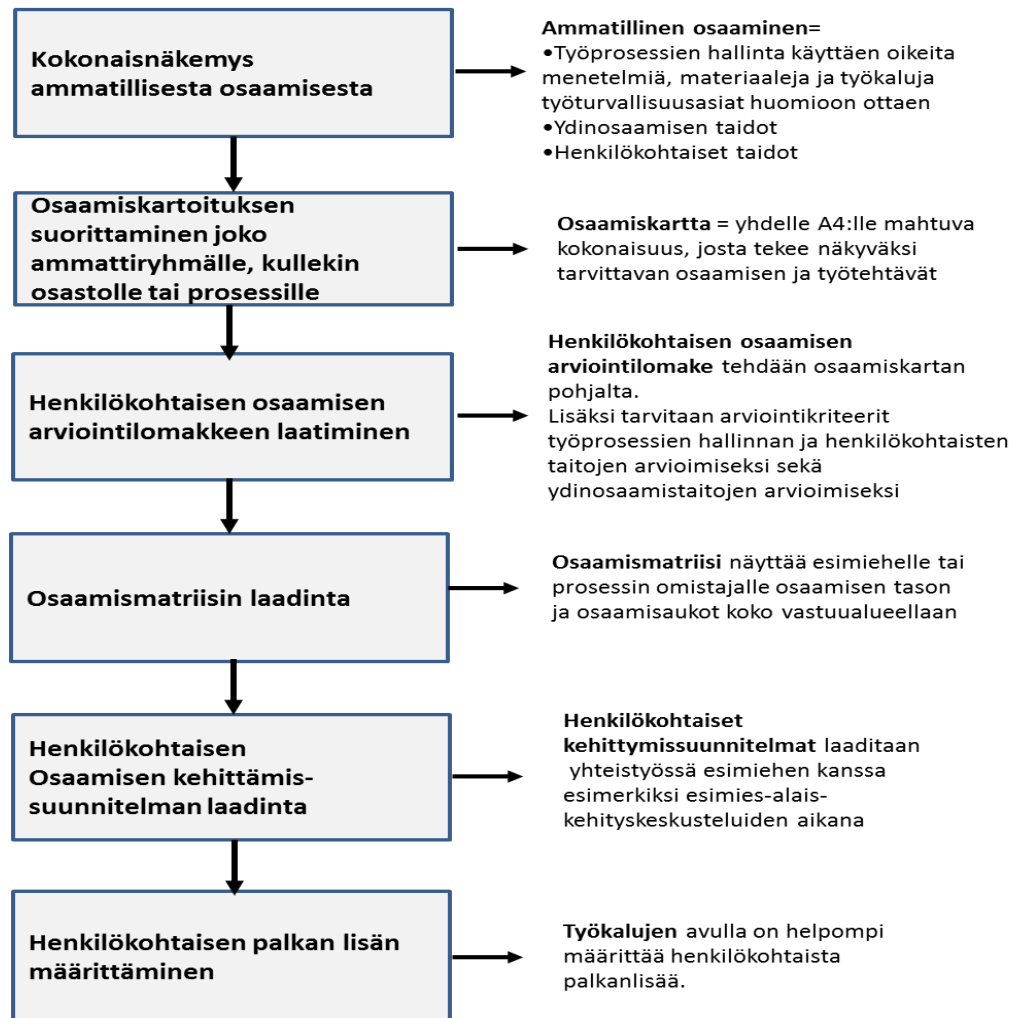 Kokonaisnäkemys
ammatillisesta osaamisesta
Ammatillinen osaaminen=
•Työprosessien hallinta käyttäen oikeita
menetelmiä, materiaaleja ja työkaluja
työturvallisuusasiat huomioon ottaen
•Ydinosaamisen taidot
•Henkilökohtaiset taidot
Osaamiskartoituksen
suorittaminen joko
ammattiryhmälle, kullekin
osastolle tai prosessille
Osaamiskartta = yhdelle A4:lle mahtuva
kokonaisuus, josta tekee näkyväksi
tarvittavan osaamisen ja työtehtävät
Henkilökohtaisen osaamisen
arviointilomakkeen laatiminen
Henkilökohtaisen osaamisen
arviointilomake tehdään osaamiskartan
pohjalta.
Lisäksi tarvitaan arviointikriteerit
työprosessien hallinnan ja henkilökohtaisten
taitojen arvioimiseksi sekä
ydinosaamistaitojen arvioimiseksi
Osaamismatriisin laadinta
Osaamismatriisi näyttää esimiehelle tai
prosessin omistajalle osaamisen tason
ja osaamisaukot koko vastuualueellaan
Henkilökohtaisen
Osaamisen kehittämis-
suunnitelman laadinta
Henkilökohtaiset
kehittymissuunnitelmat laaditaan
yhteistyössä esimiehen kanssa
esimerkiksi esimies-alais-
kehityskeskusteluiden aikana
Henkilökohtaisen palkan lisän
määrittäminen
Työkalujen avulla on helpompi
määrittää henkilökohtaista
palkanlisää.